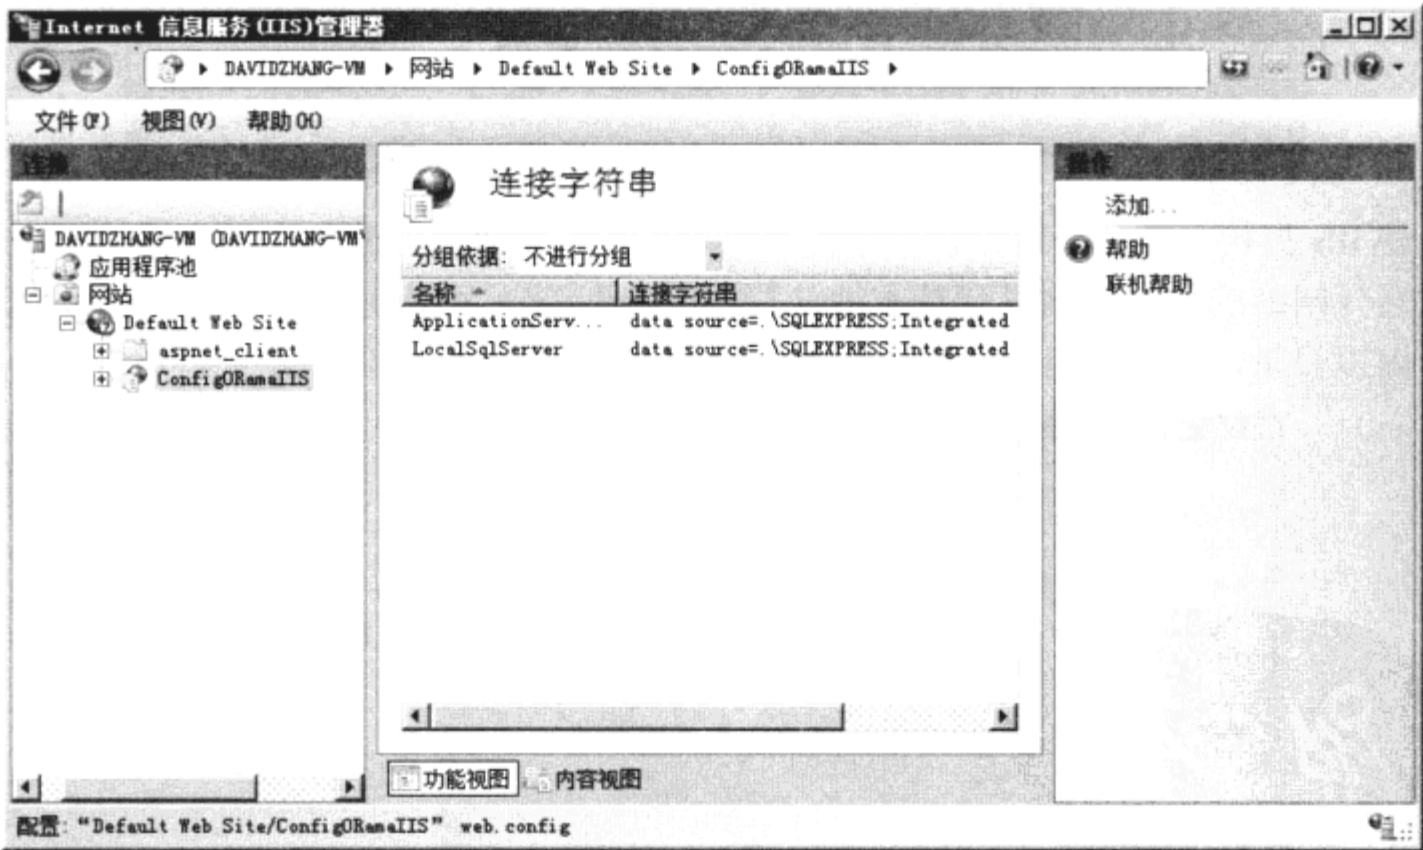 Internet 信息服务(IIS)管理器
DAVIDZHANG-VM 网站 Default Web Site ConfigORamaIIS
文件(F) 视图(V) 帮助(H)
连接
DAVIDZHANG-VM (DAVIDZHANG-VM\
应用程序池
网站
Default Web Site
aspnet_client
ConfigORamaIIS
连接字符串
分组依据: 不进行分组
名称 连接字符串
ApplicationServ... data source=.\SQLEXPRESS;Integrated
LocalSqlServer data source=.\SQLEXPRESS;Integrated
功能视图 内容视图
操作
添加...
帮助
联机帮助
配置:“Default Web Site/ConfigORamaIIS” web.config